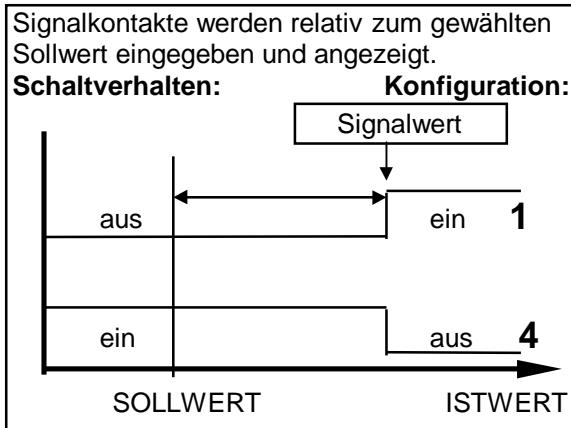 Signalkontakte werden relativ zum gewählten
Sollwert eingegeben und angezeigt.
Schaltverhalten: Konfiguration:
Signalwert
aus ein 1
ein aus 4
SOLLWERT ISTWERT